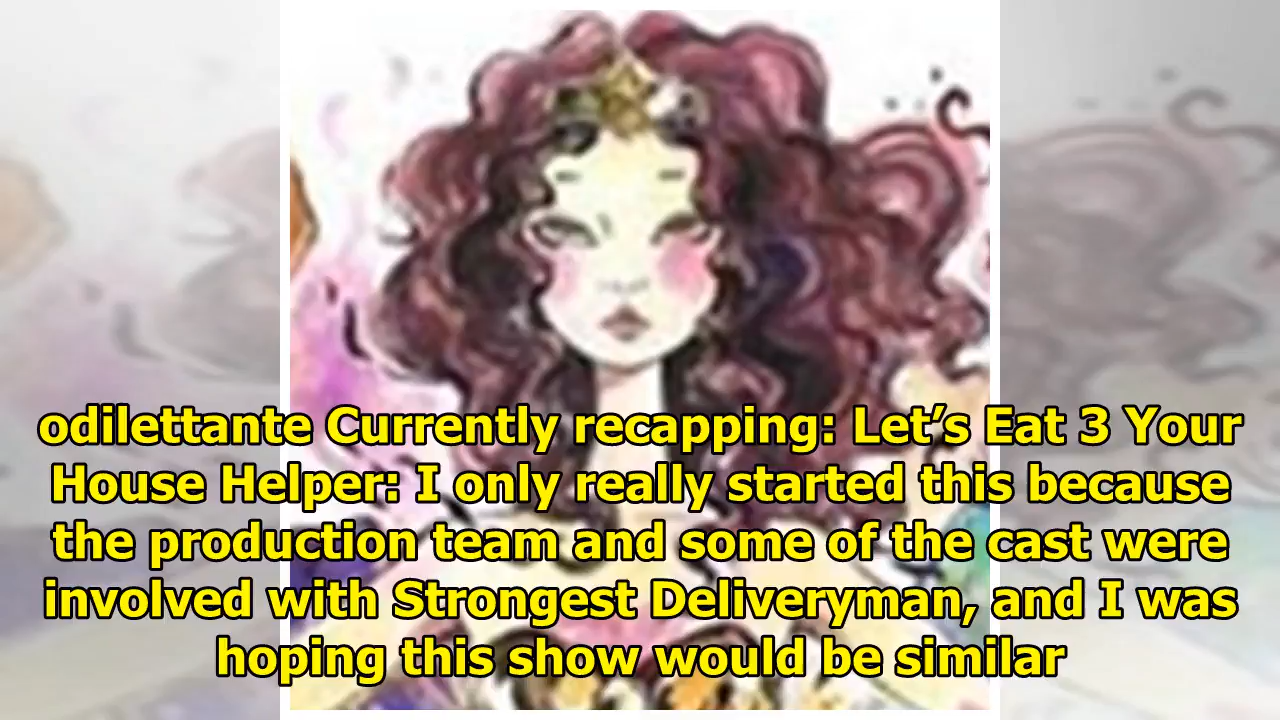 odilettante Currently recapping: Let’s Eat 3 Your
House Helper: I only really started this because
the production team and some of the cast were
involved with Strongest Deliveryman, and I was
hoping this show would be similar